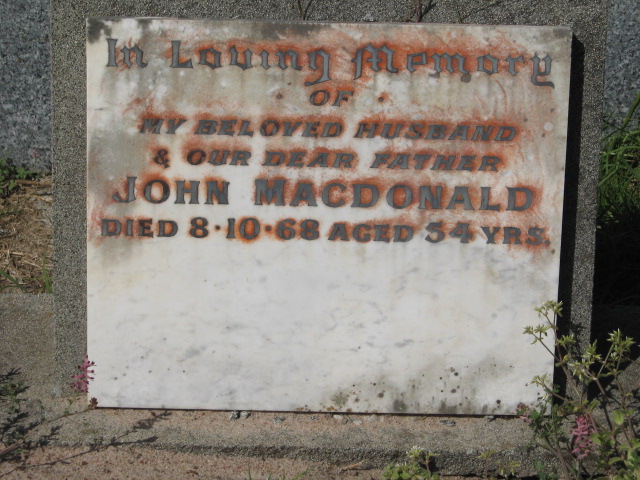 In Loving Memory
· OF ·
MY BELOVED HUSBAND
& OUR DEAR FATHER
JOHN MACDONALD
DIED 8·10·68 AGED 54 YRS.